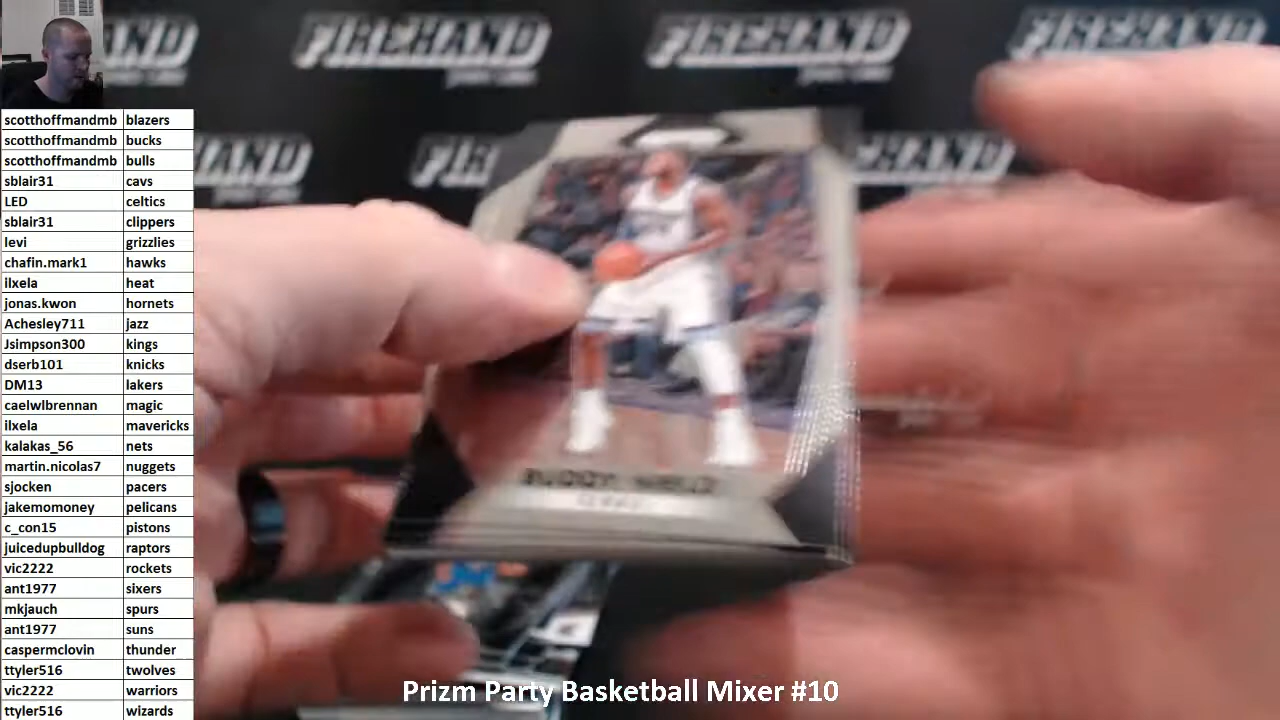 FIREHAND FIREHAND FIREHAND FIREHAND
scotthoffmandmb blazers
scotthoffmandmb bucks
scotthoffmandmb bulls
sblair31 cavs
LED celtics
sblair31 clippers
levi grizzlies
chafin.mark1 hawks
ilxela heat
jonas.kwon hornets
Achesley711 jazz
Jsimpson300 kings
dserb101 knicks
DM13 lakers
caelwlbrennan magic
ilxela mavericks
kalakas_56 nets
martin.nicolas7 nuggets
sjocken pacers
jakemomoney pelicans
c_con15 pistons
juicedupbulldog raptors
vic2222 rockets
ant1977 sixers
mkjauch spurs
ant1977 suns
caspermclovin thunder
ttyler516 twolves
vic2222 warriors
ttyler516 wizards
BUDDY HIELD
Prizm Party Basketball Mixer #10